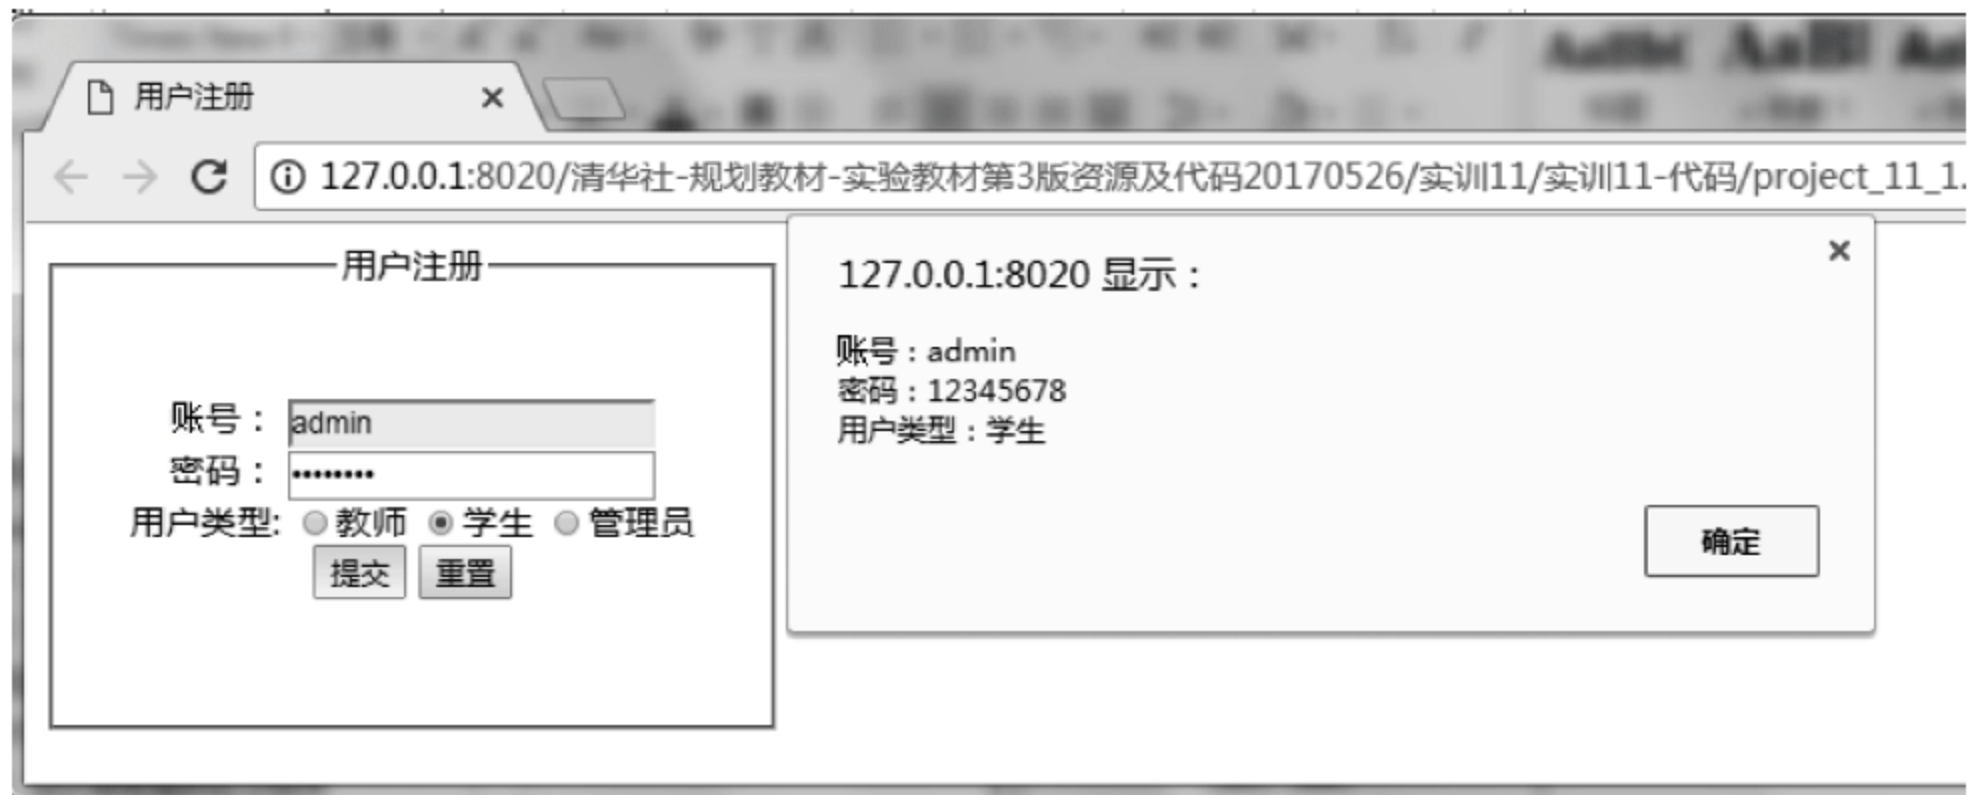 用户注册
127.0.0.1:8020/清华社-规划教材-实验教材第3版资源及代码20170526/实训11/实训11-代码/project_11_1.
用户注册
账号：admin
密码：••••••••
用户类型: 教师 学生 管理员
提交 重置
127.0.0.1:8020 显示：
账号：admin
密码：12345678
用户类型：学生
确定